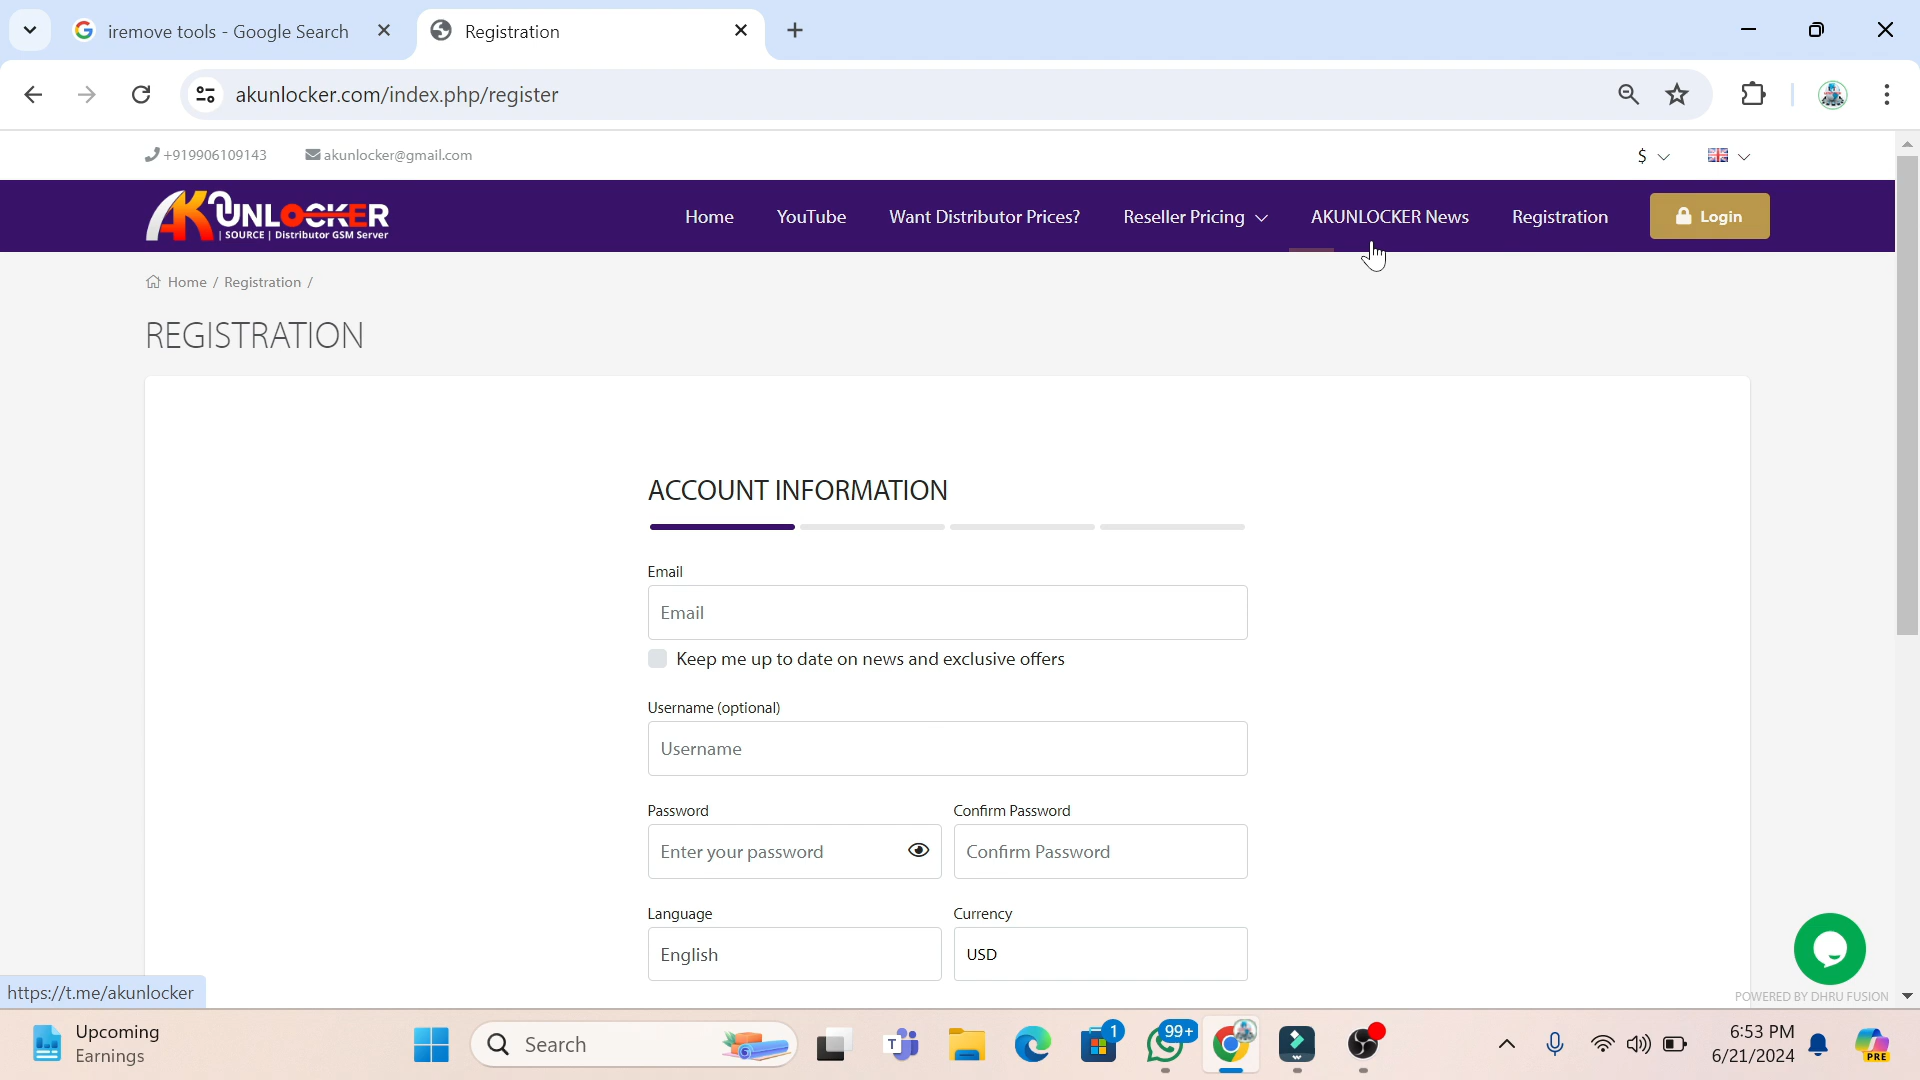 iremove tools - Google Search
Registration
akunlocker.com/index.php/register
+919906109143
akunlocker@gmail.com
$
AKUNLOCKER
| SOURCE | Distributor GSM Server
Home
YouTube
Want Distributor Prices?
Reseller Pricing
AKUNLOCKER News
Registration
Login
Home / Registration /
REGISTRATION
ACCOUNT INFORMATION
Email
Email
Keep me up to date on news and exclusive offers
Username (optional)
Username
Password
Confirm Password
Enter your password
Confirm Password
Language
Currency
English
USD
https://t.me/akunlocker
POWERED BY DHRU FUSION
Upcoming
Earnings
Search
T
1
99+
6:53 PM
6/21/2024
PRE